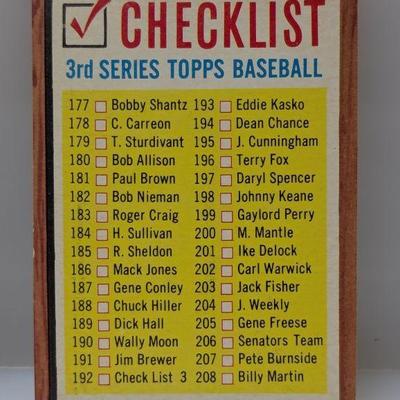 CHECKLIST
3rd SERIES TOPPS BASEBALL
177 Bobby Shantz
178 C. Carreon
179 T. Sturdivant
180 Bob Allison
181 Paul Brown
182 Bob Nieman
183 Roger Craig
184 H. Sullivan
185 R. Sheldon
186 Mack Jones
187 Gene Conley
188 Chuck Hiller
189 Dick Hall
190 Wally Moon
191 Jim Brewer
192 Check List 3
193 Eddie Kasko
194 Dean Chance
195 J. Cunningham
196 Terry Fox
197 Daryl Spencer
198 Johnny Keane
199 Gaylord Perry
200 M. Mantle
201 Ike Delock
202 Carl Warwick
203 Jack Fisher
204 J. Weekly
205 Gene Freese
206 Senators Team
207 Pete Burnside
208 Billy Martin